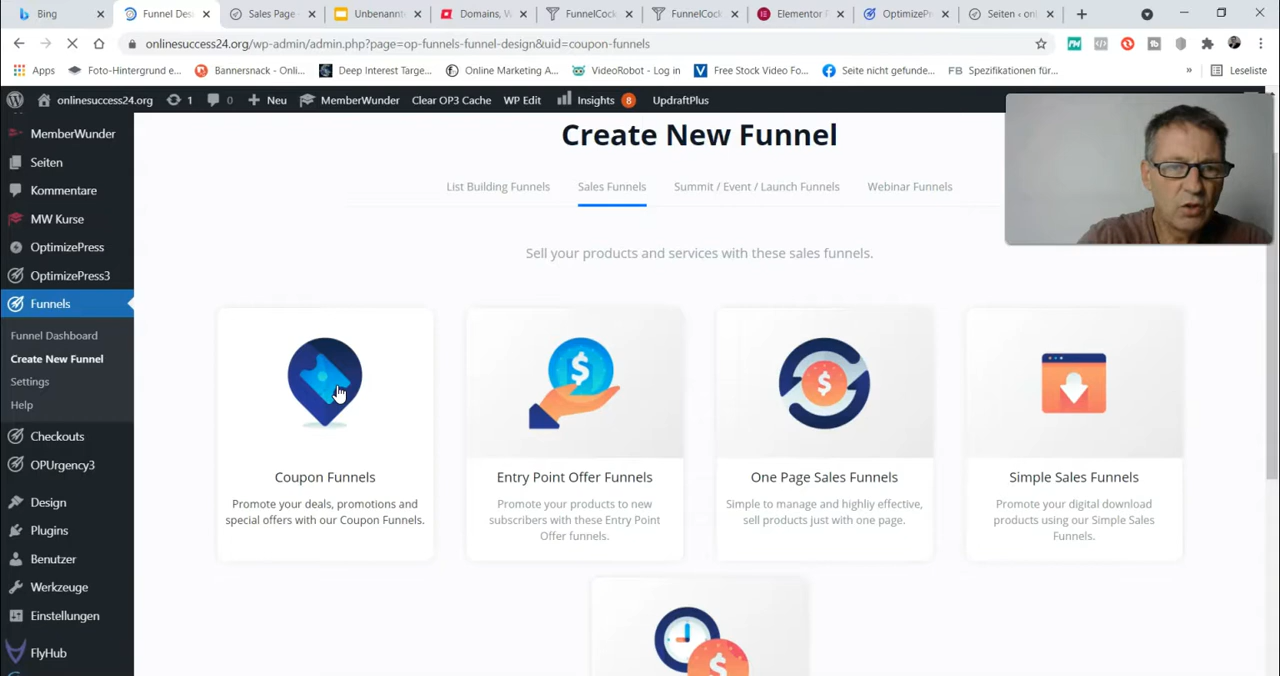 Bing
Funnel Des
Sales Page
Unbenannt
Domains, W
FunnelCoc
FunnelCoc
Elementor F
OptimizePr
Seiten ‹ onl
onlinesuccess24.org/wp-admin/admin.php?page=op-funnels-funnel-design&uid=coupon-funnels
Apps
Foto-Hintergrund e...
Bannersnack - Onli...
Deep Interest Targe...
Online Marketing A...
VideoRobot - Log in
Free Stock Video Fo...
Seite nicht gefunde...
FB Spezifikationen für...
Leseliste
onlinesuccess24.org
1
0
Neu
MemberWunder
Clear OP3 Cache
WP Edit
Insights 8
UpdraftPlus
MemberWunder
Seiten
Kommentare
MW Kurse
OptimizePress
OptimizePress3
Funnels
Funnel Dashboard
Create New Funnel
Settings
Help
Checkouts
OPUrgency3
Design
Plugins
Benutzer
Werkzeuge
Einstellungen
FlyHub
Create New Funnel
List Building Funnels
Sales Funnels
Summit / Event / Launch Funnels
Webinar Funnels
Sell your products and services with these sales funnels.
Coupon Funnels
Promote your deals, promotions and
special offers with our Coupon Funnels.
Entry Point Offer Funnels
Promote your products to new
subscribers with these Entry Point
Offer funnels.
One Page Sales Funnels
Simple to manage and highliy effective,
sell products just with one page.
Simple Sales Funnels
Promote your digital download
products using our Simple Sales
Funnels.